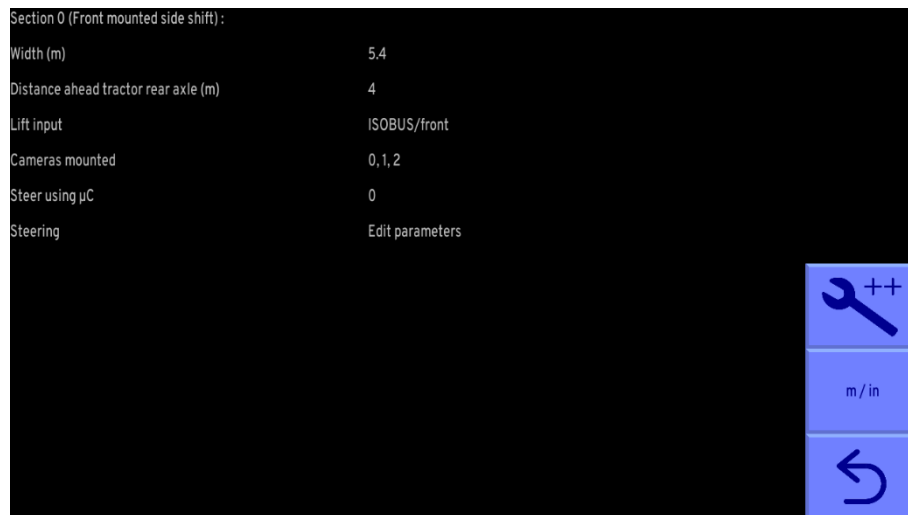 Section 0 (Front mounted side shift) :
Width (m) 5.4
Distance ahead tractor rear axle (m) 4
Lift input ISOBUS/front
Cameras mounted 0, 1, 2
Steer using µC 0
Steering Edit parameters
++
m / in